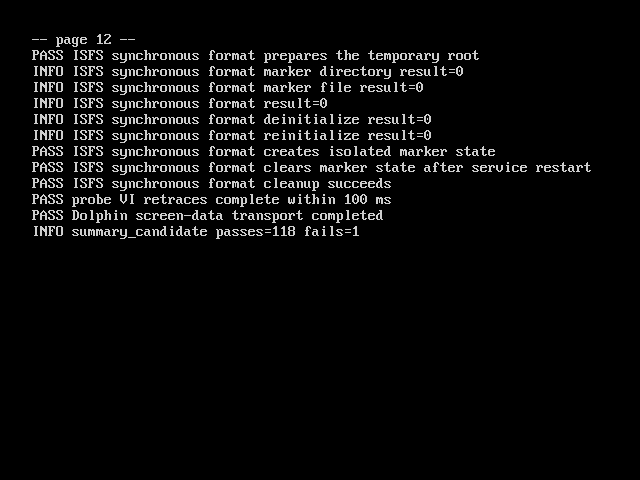 -- page 12 --
PASS ISFS synchronous format prepares the temporary root
INFO ISFS synchronous format marker directory result=0
INFO ISFS synchronous format marker file result=0
INFO ISFS synchronous format result=0
INFO ISFS synchronous format deinitialize result=0
INFO ISFS synchronous format reinitialize result=0
PASS ISFS synchronous format creates isolated marker state
PASS ISFS synchronous format clears marker state after service restart
PASS ISFS synchronous format cleanup succeeds
PASS probe VI retraces complete within 100 ms
PASS Dolphin screen-data transport completed
INFO summary_candidate passes=118 fails=1